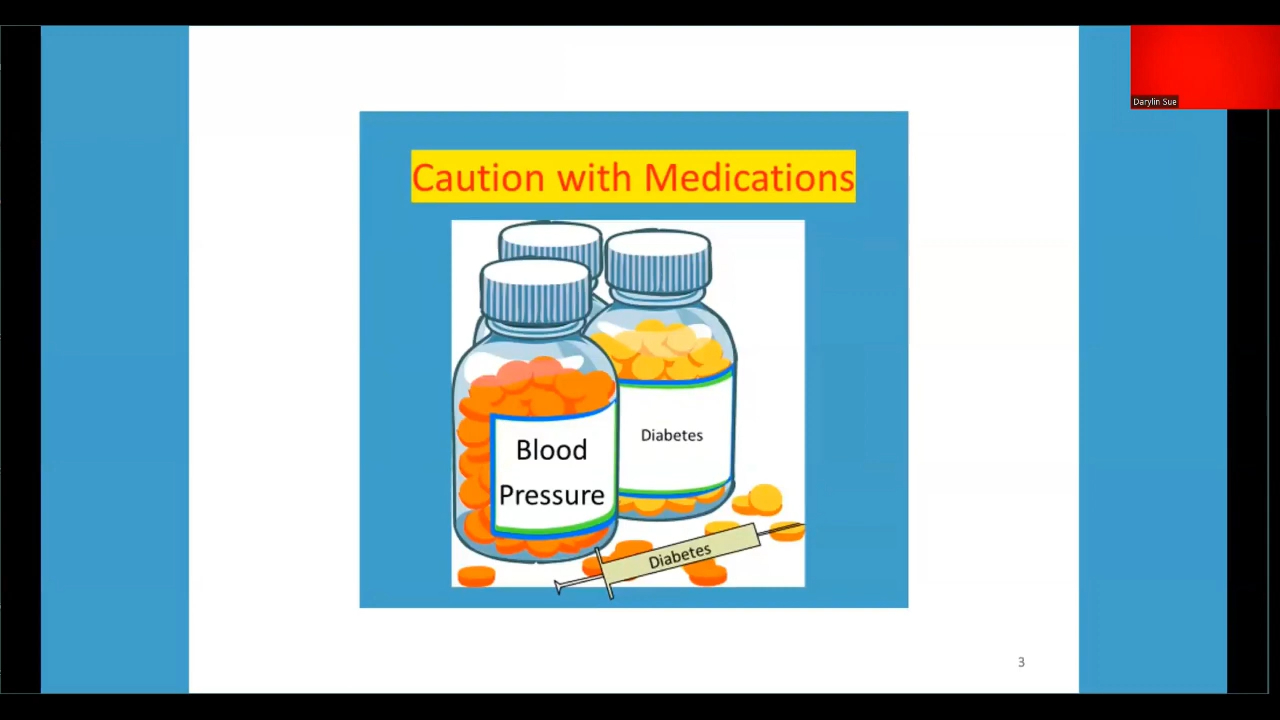 Darylin Sue
Caution with Medications
Blood
Pressure
Diabetes
Diabetes
3